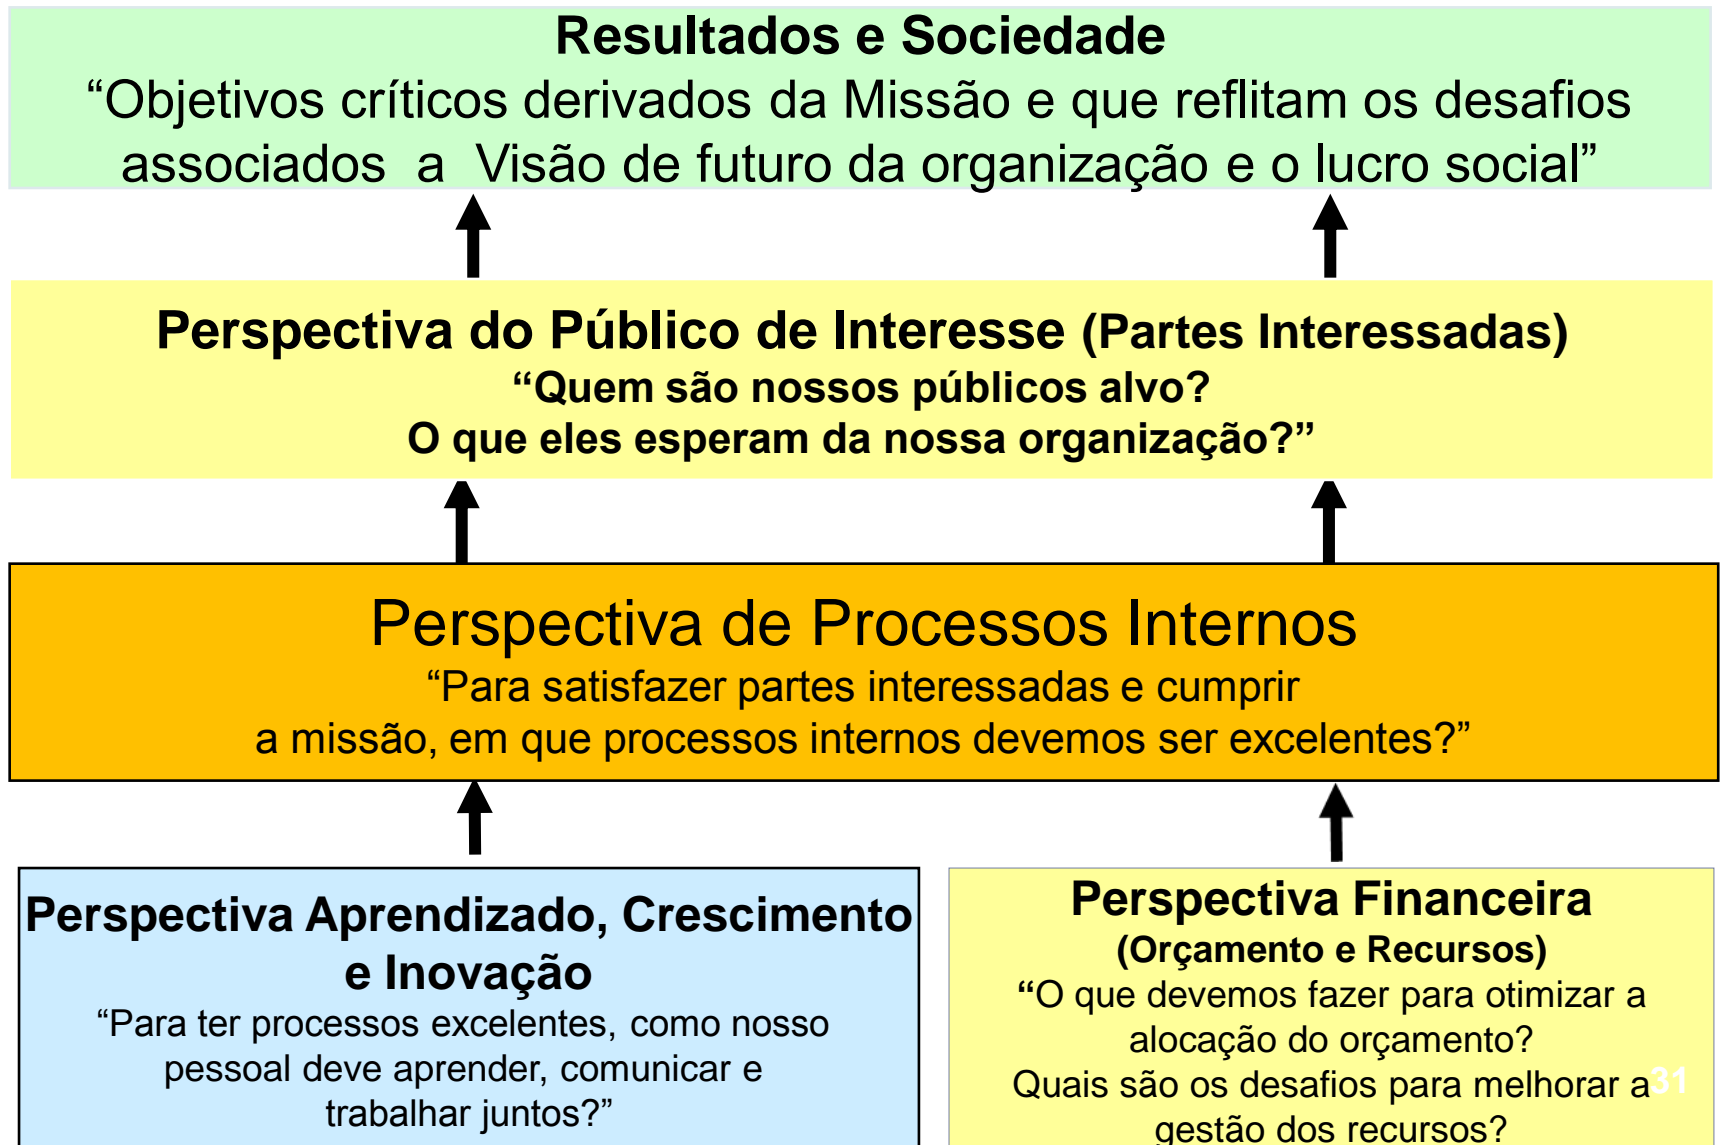 Resultados e Sociedade
“Objetivos críticos derivados da Missão e que reflitam os desafios
associados a Visão de futuro da organização e o lucro social”
Perspectiva do Público de Interesse (Partes Interessadas)
“Quem são nossos públicos alvo?
O que eles esperam da nossa organização?”
Perspectiva de Processos Internos
“Para satisfazer partes interessadas e cumprir
a missão, em que processos internos devemos ser excelentes?”
Perspectiva Aprendizado, Crescimento
e Inovação
“Para ter processos excelentes, como nosso
pessoal deve aprender, comunicar e
trabalhar juntos?”
Perspectiva Financeira
(Orçamento e Recursos)
“O que devemos fazer para otimizar a
alocação do orçamento?
Quais são os desafios para melhorar a
gestão dos recursos?
31